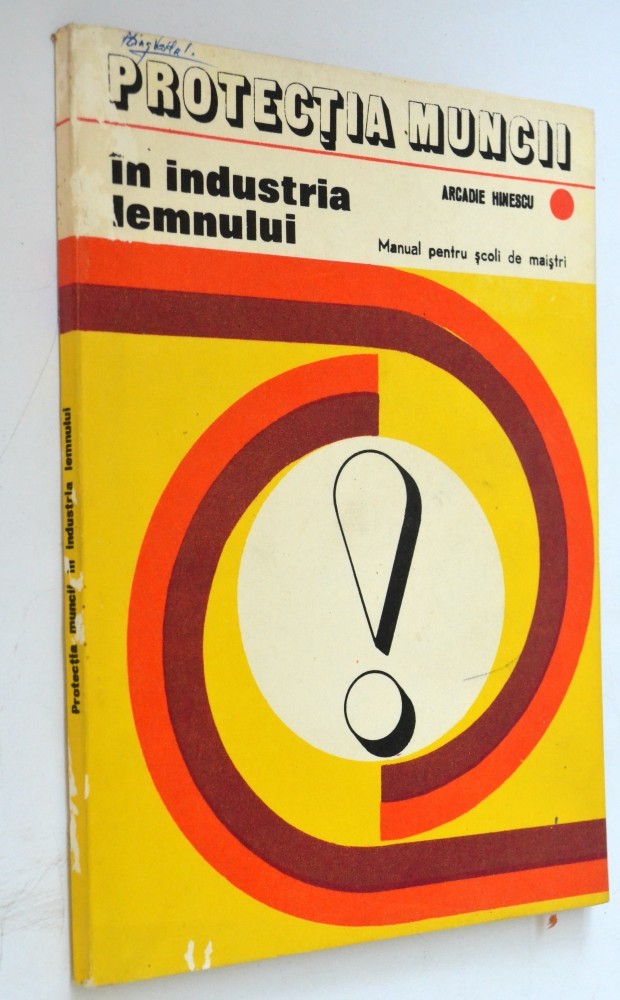 PROTECȚIA MUNCII
în industria
lemnului
ARCADIE HINESCU
Manual pentru școli de maiștri
!
Protecția muncii în industria lemnului